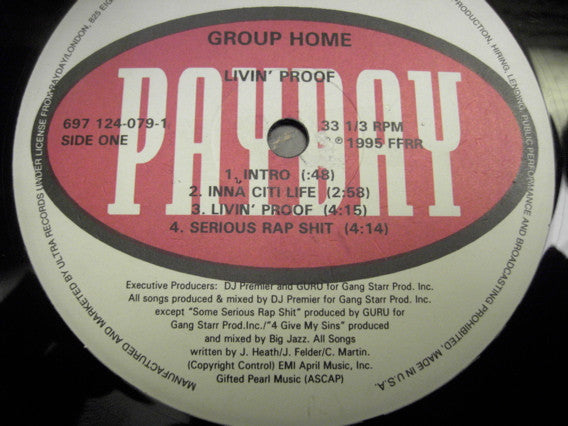 GROUP HOME
PAYDAY
LIVIN' PROOF
697 124-079-1
SIDE ONE
33 1/3 RPM
℗ 1995 FFRR
1. INTRO (:48)
2. INNA CITI LIFE (2:58)
3. LIVIN' PROOF (4:15)
4. SERIOUS RAP SHIT (4:14)
Executive Producers: DJ Premier and GURU for Gang Starr Prod. Inc.
All songs produced & mixed by DJ Premier for Gang Starr Prod. Inc.
except "Some Serious Rap Shit" produced by GURU for
Gang Starr Prod.Inc./"4 Give My Sins" produced
and mixed by Big Jazz. All Songs
written by J. Heath/J. Felder/C. Martin.
(Copyright Control) EMI April Music, Inc.
Gifted Pearl Music (ASCAP)
MANUFACTURED AND MARKETED BY ULTRA RECORDS UNDER LICENSE FROM PAYDAY/LONDON, 825 
PRODUCTION, HIRING, LENDING, PUBLIC PERFORMANCE AND BROADCASTING PROHIBITED. MADE IN U.S.A.